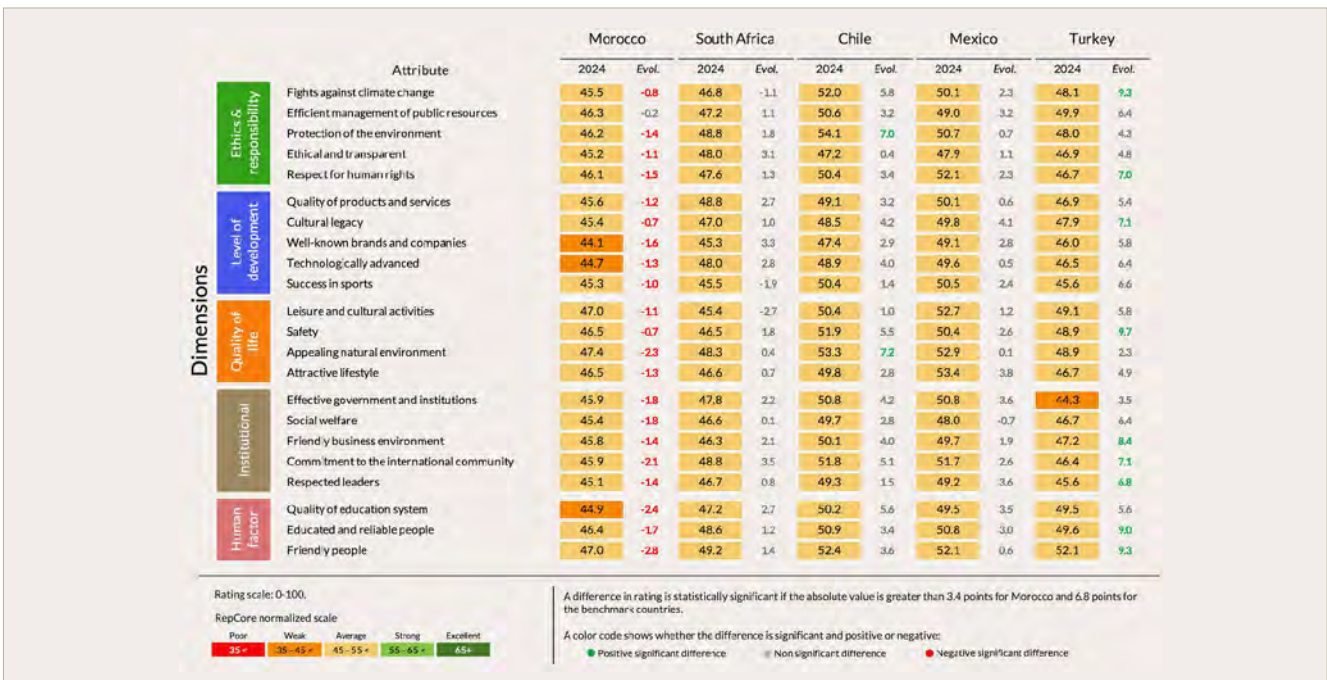 Morocco South Africa Chile Mexico Turkey
Attribute 2024 Evol. 2024 Evol. 2024 Evol. 2024 Evol. 2024 Evol.
Dimensions
Ethics & responsibility
Fights against climate change 45.5 -0.8 46.8 -1.1 52.0 5.8 50.1 2.3 48.1 9.3
Efficient management of public resources 46.3 -0.2 47.2 1.1 50.6 3.2 49.0 3.2 49.9 6.4
Protection of the environment 46.2 -1.4 48.8 1.8 54.1 7.0 50.7 0.7 48.0 4.3
Ethical and transparent 45.2 -1.1 48.0 3.1 47.2 0.4 47.9 1.1 46.9 4.8
Respect for human rights 46.1 -1.5 47.6 1.3 50.4 3.4 52.1 2.3 46.7 7.0
Level of development
Quality of products and services 45.6 -1.2 48.8 2.7 49.1 3.2 50.1 0.6 46.9 5.4
Cultural legacy 45.4 -0.7 47.0 1.0 48.5 4.2 49.8 4.1 47.9 7.1
Well-known brands and companies 44.1 -1.6 45.3 3.3 47.4 2.9 49.1 2.8 46.0 5.8
Technologically advanced 44.7 -1.3 48.0 2.8 48.9 4.0 49.6 0.5 46.5 6.4
Success in sports 45.3 -1.0 45.5 -1.9 50.4 1.4 50.5 2.4 45.6 6.6
Quality of life
Leisure and cultural activities 47.0 -1.1 45.4 -2.7 50.4 1.0 52.7 1.2 49.1 5.8
Safety 46.5 -0.7 46.5 1.8 51.9 5.5 50.4 2.6 48.9 9.7
Appealing natural environment 47.4 -2.3 48.3 0.4 53.3 7.2 52.9 0.1 48.9 2.3
Attractive lifestyle 46.5 -1.3 46.6 0.7 49.8 2.8 53.4 3.8 46.7 4.9
Institutional
Effective government and institutions 45.9 -1.8 47.8 2.2 50.8 4.2 50.8 3.6 44.3 3.5
Social welfare 45.4 -1.8 46.6 0.1 49.7 2.8 48.0 -0.7 46.7 6.4
Friendly business environment 45.8 -1.4 46.3 2.1 50.1 4.0 49.7 1.9 47.2 8.4
Commitment to the international community 45.9 -2.1 48.8 3.5 51.8 5.1 51.7 2.6 46.4 7.1
Respected leaders 45.1 -1.4 46.7 0.8 49.3 1.5 49.2 3.6 45.6 6.8
Human factor
Quality of education system 44.9 -2.4 47.2 2.7 50.2 5.6 49.5 3.5 49.5 5.6
Educated and reliable people 46.4 -1.7 48.6 1.2 50.9 3.4 50.8 3.0 49.6 9.0
Friendly people 47.0 -2.8 49.2 1.4 52.4 3.6 52.1 0.6 52.1 9.3
Rating scale: 0-100.
RepCore normalized scale
Poor Weak Average Strong Excellent
35< 35-45< 45-55< 55-65< 65+
A difference in rating is statistically significant if the absolute value is greater than 3.4 points for Morocco and 6.8 points for
the benchmark countries.
A color code shows whether the difference is significant and positive or negative:
Positive significant difference Non significant difference Negative significant difference